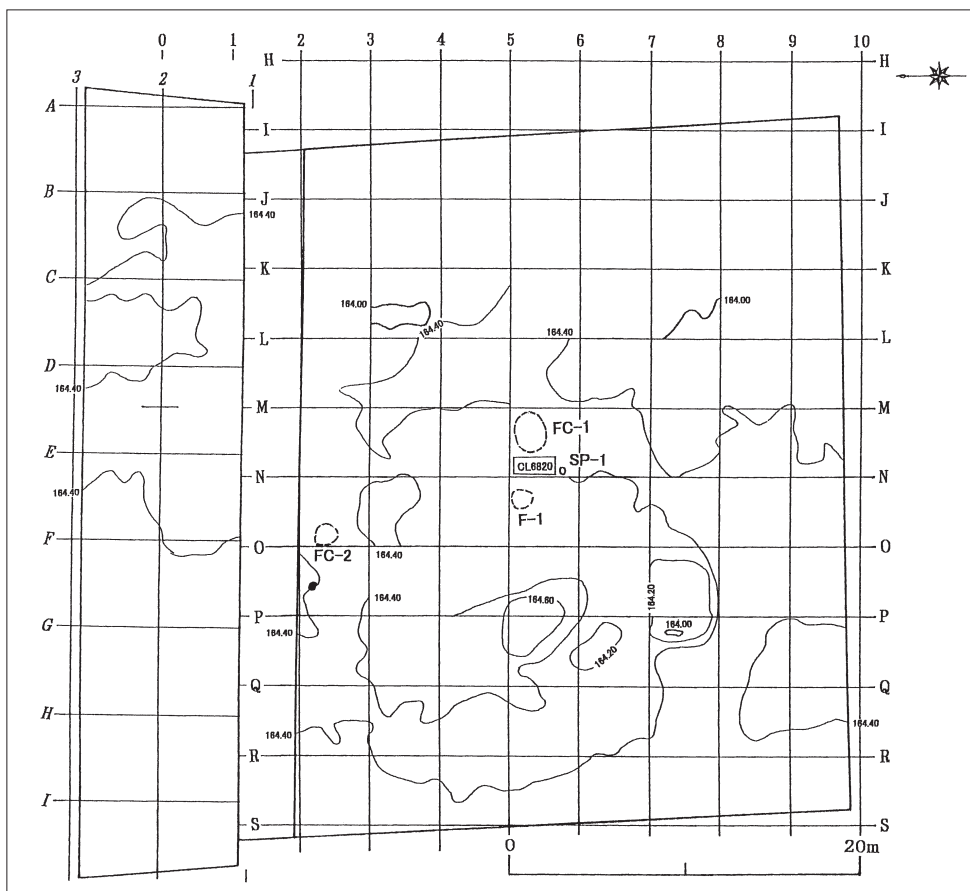 0 1 2 3 4 5 6 7 8 9 10
3 2 1
H H
A
I I
B
J J
164.40
C
K K
164.00 164.00
164.40 164.40
L L
D
164.40
M M
FC-1
E
CL6820 SP-1
N N
164.40
F-1
F
O O
FC-2 164.40
164.20
164.40 164.60
G
P P
164.40 164.00
164.20
Q Q
H
164.40 164.40
R R
I
S S
0 20m